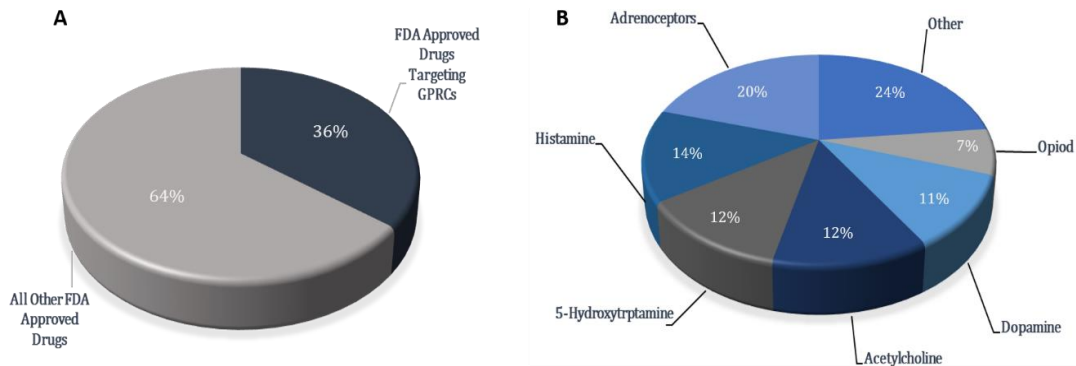 A
FDA Approved
Drugs
Targeting
GPRCs
36%
64%
All Other FDA
Approved
Drugs
B
Adrenoceptors
Other
20%
24%
Histamine
14%
7%
Opiod
11%
12%
12%
5-Hydroxytrptamine
Dopamine
Acetylcholine